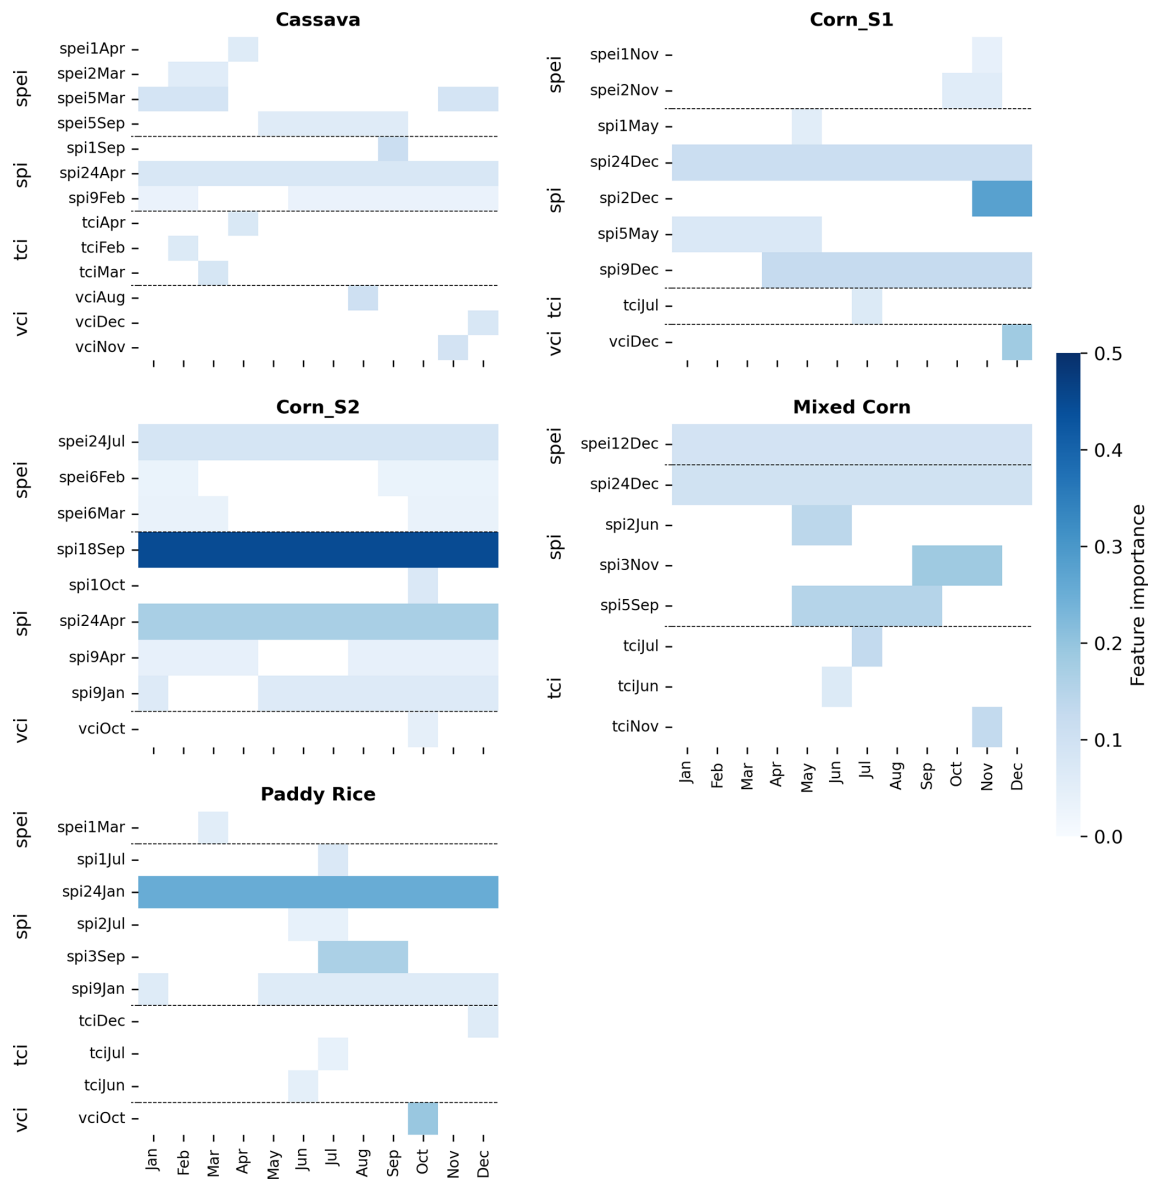 Cassava
spei
spei1Apr
spei2Mar
spei5Mar
spei5Sep
spi
spi1Sep
spi24Apr
spi9Feb
tci
tciApr
tciFeb
tciMar
vci
vciAug
vciDec
vciNov
Corn_S1
spei
spei1Nov
spei2Nov
spi
spi1May
spi24Dec
spi2Dec
spi5May
spi9Dec
tci
tciJul
vci
vciDec
Corn_S2
spei
spei24Jul
spei6Feb
spei6Mar
spi
spi18Sep
spi1Oct
spi24Apr
spi9Apr
spi9Jan
vci
vciOct
Mixed Corn
spei
spei12Dec
spi
spi24Dec
spi2Jun
spi3Nov
spi5Sep
tci
tciJul
tciJun
tciNov
Jan Feb Mar Apr May Jun Jul Aug Sep Oct Nov Dec
Paddy Rice
spei
spei1Mar
spi
spi1Jul
spi24Jan
spi2Jul
spi3Sep
spi9Jan
tci
tciDec
tciJul
tciJun
vci
vciOct
Jan Feb Mar Apr May Jun Jul Aug Sep Oct Nov Dec
0.5
0.4
0.3
0.2
0.1
0.0
Feature importance